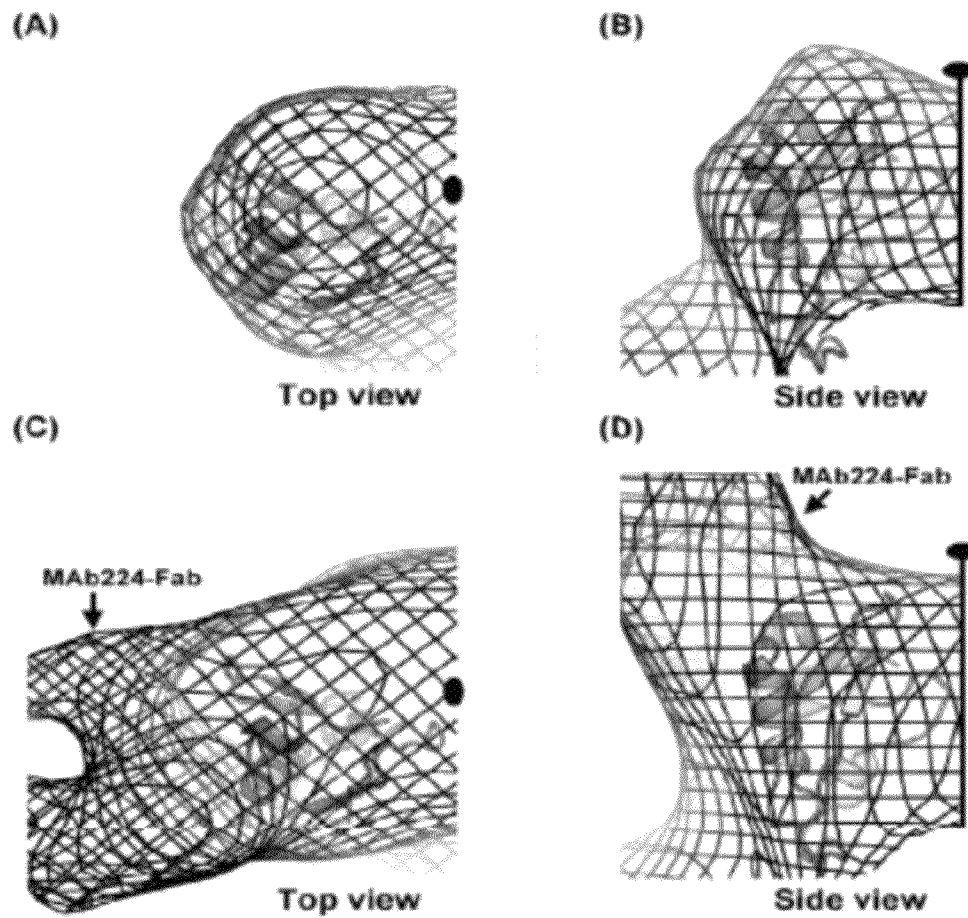 (A)
(B)
Top view
Side view
(C)
(D)
MAb224-Fab
MAb224-Fab
Top view
Side view